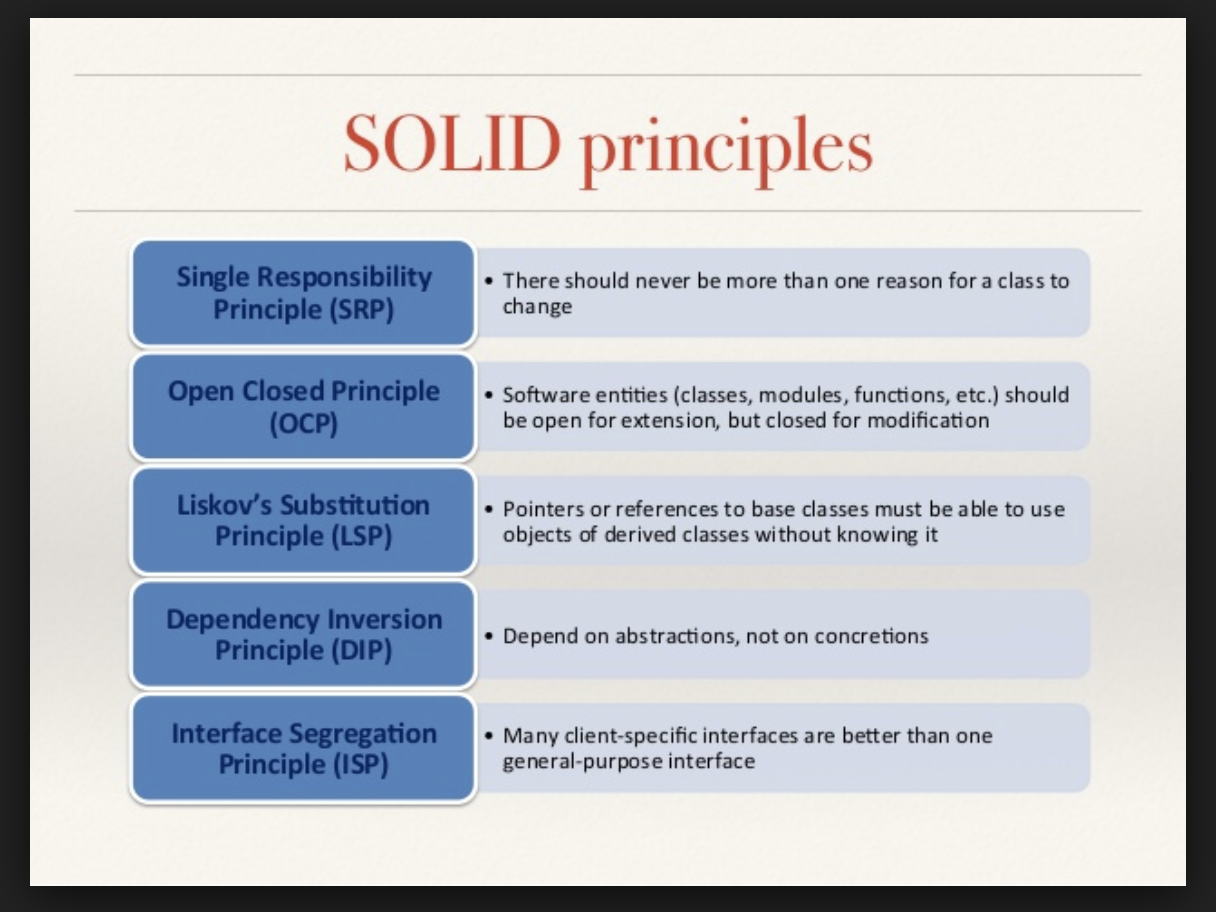 SOLID principles
Single Responsibility
Principle (SRP)
• There should never be more than one reason for a class to
change
Open Closed Principle
(OCP)
• Software entities (classes, modules, functions, etc.) should
be open for extension, but closed for modification
Liskov’s Substitution
Principle (LSP)
• Pointers or references to base classes must be able to use
objects of derived classes without knowing it
Dependency Inversion
Principle (DIP)
• Depend on abstractions, not on concretions
Interface Segregation
Principle (ISP)
• Many client-specific interfaces are better than one
general-purpose interface